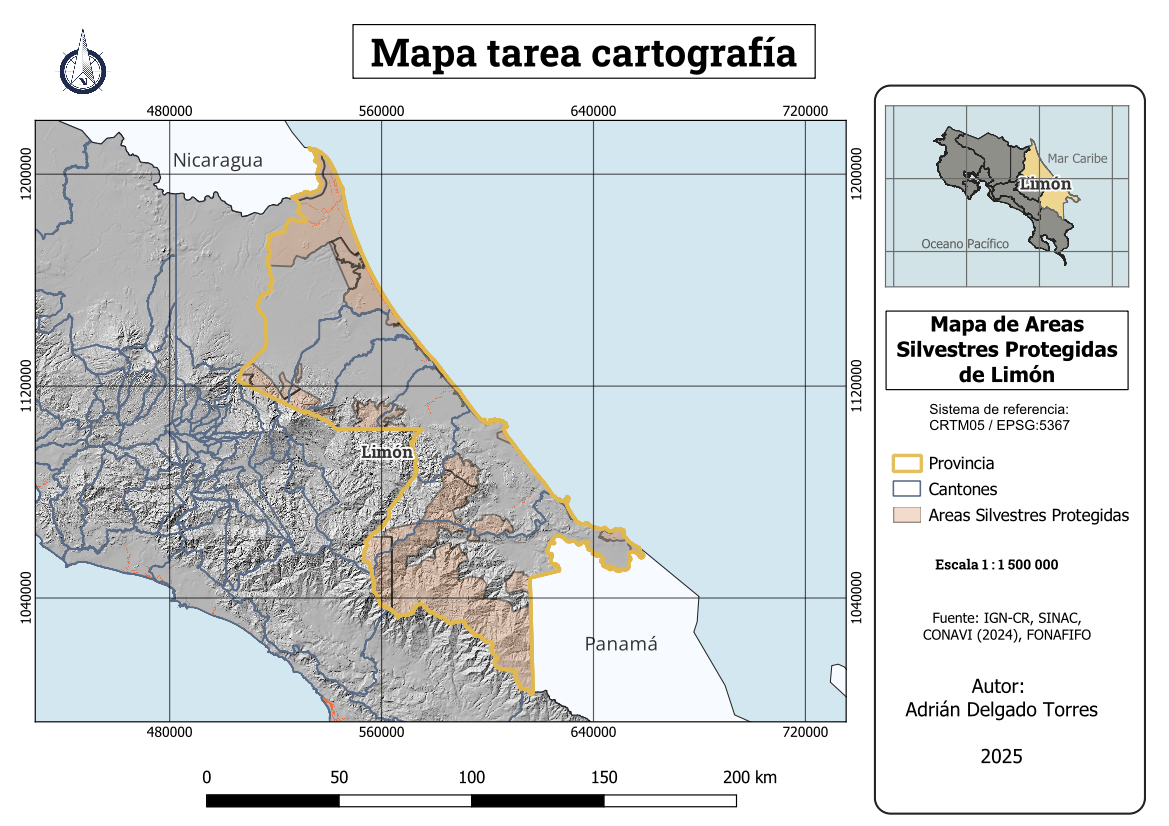 Mapa tarea cartografía
480000
560000
640000
720000
1200000
1120000
1040000
Nicaragua
Limón
Panamá
1200000
1120000
1040000
480000
560000
640000
720000
0
50
100
150
200 km
Mar Caribe
Limón
Oceano Pacífico
Mapa de Areas
Silvestres Protegidas
de Limón
Sistema de referencia:
CRTM05 / EPSG:5367
Provincia
Cantones
Areas Silvestres Protegidas
Escala 1 : 1 500 000
Fuente: IGN-CR, SINAC,
CONAVI (2024), FONAFIFO
Autor:
Adrián Delgado Torres
2025